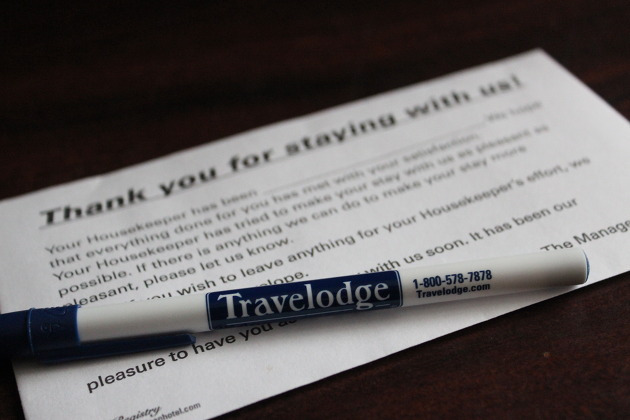 Thank you for staying with us!
Your Housekeeper has been We hope
that everything done for you has met with your satisfaction.
Your Housekeeper has tried to make your stay with us as pleasant as
possible. If there is anything we can do to make your stay more
pleasant, please let us know.
you wish to leave anything for your Housekeeper's effort, we
with us soon. It has been our
pleasure to have you as
The Manage
Travelodge
1-800-578-7878
Travelodge.com
Registry